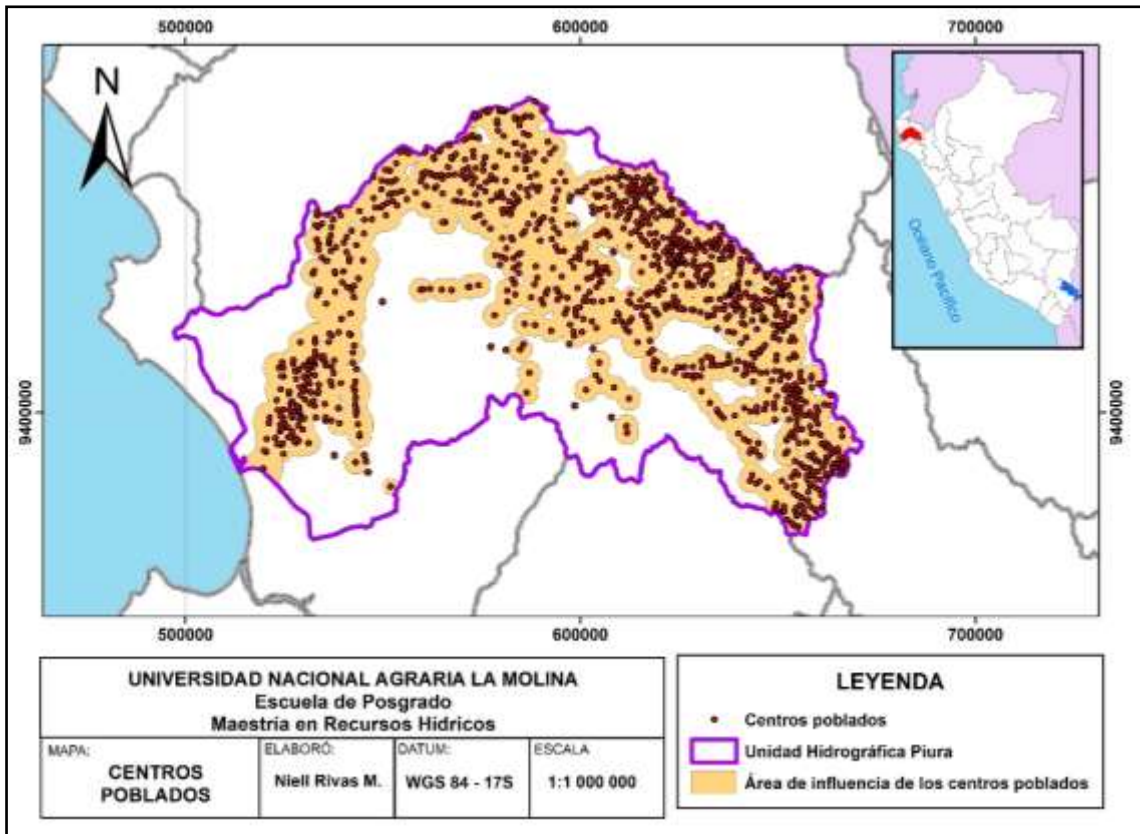 500000
600000
700000
N
Océano Pacífico
9400000
9400000
500000
600000
700000
UNIVERSIDAD NACIONAL AGRARIA LA MOLINA
Escuela de Posgrado
Maestría en Recursos Hídricos
MAPA:
CENTROS
POBLADOS
ELABORÓ:
Niell Rivas M.
DATUM:
WGS 84 - 17S
ESCALA
1:1 000 000
LEYENDA
Centros poblados
Unidad Hidrográfica Piura
Área de influencia de los centros poblados